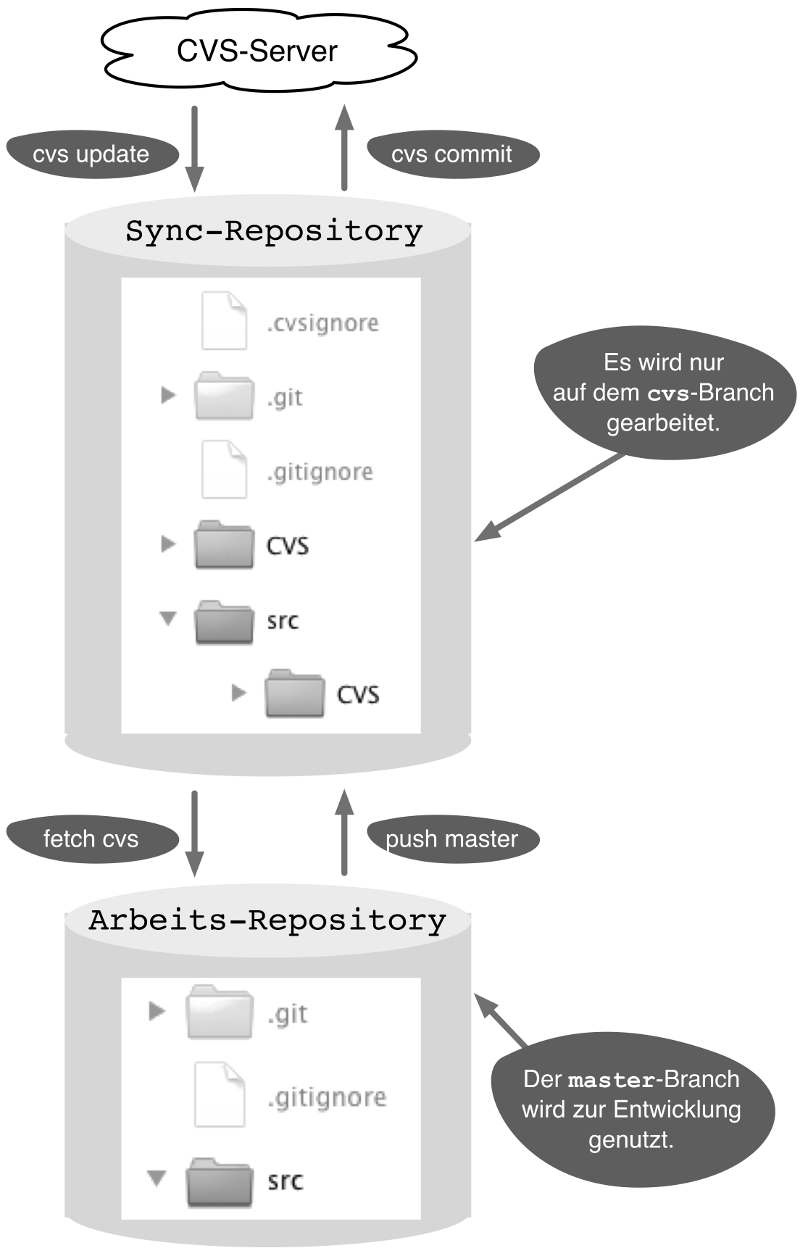 CVS-Server
cvs update
cvs commit
Sync-Repository
.cvsignore
.git
.gitignore
CVS
src
CVS
Es wird nur
auf dem cvs-Branch
gearbeitet.
fetch cvs
push master
Arbeits-Repository
.git
.gitignore
src
Der master-Branch
wird zur Entwicklung
genutzt.